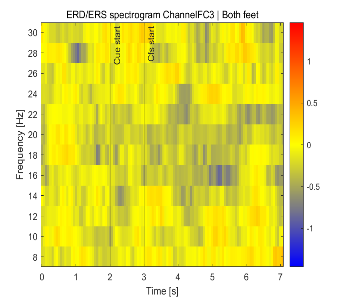 ERD/ERS spectrogram ChannelFC3 | Both feet
Frequency [Hz]
30
28
26
24
22
20
18
16
14
12
10
8
Cue start
Cls start
1
0.5
0
-0.5
-1
0 1 2 3 4 5 6 7
Time [s]